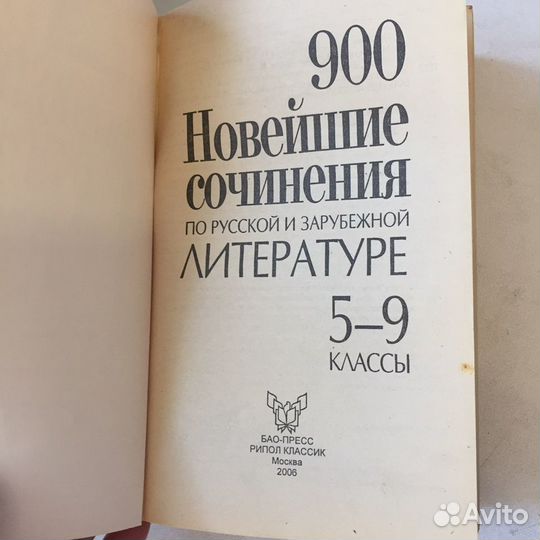 900
Новейшие
сочинения
ПО РУССКОЙ И ЗАРУБЕЖНОЙ
ЛИТЕРАТУРЕ
5–9
КЛАССЫ
БАО-ПРЕСС
РИПОЛ КЛАССИК
Москва
2006
Avito